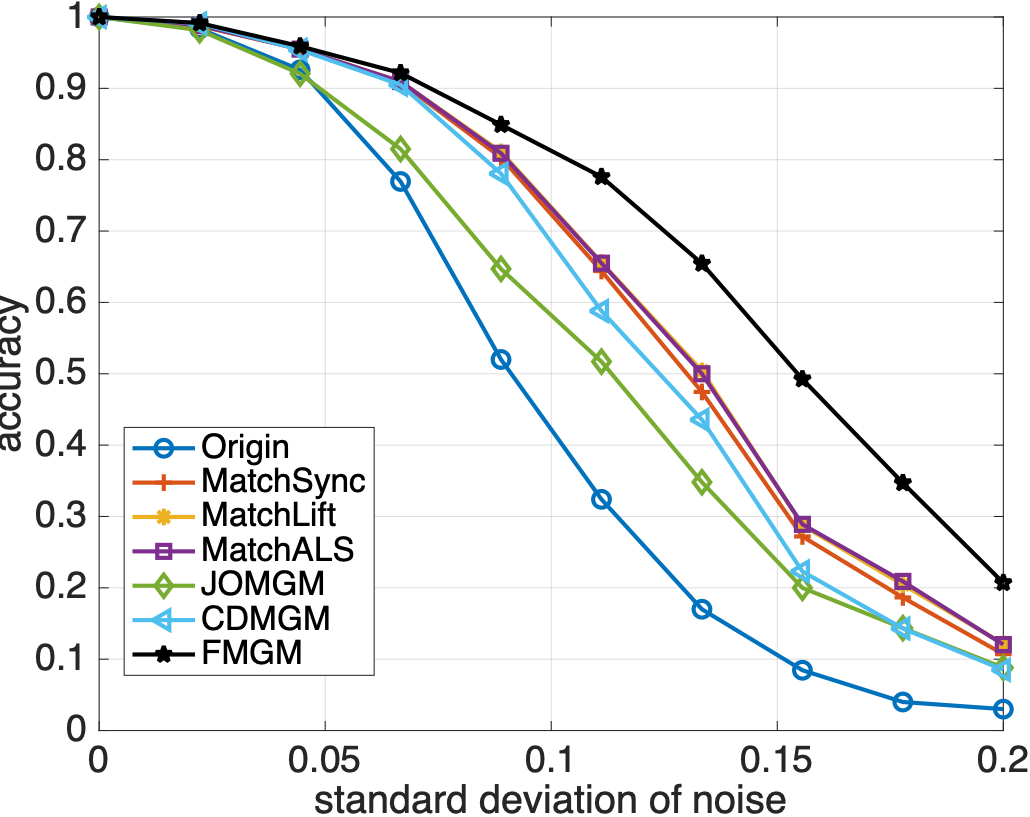 1
0.9
0.8
0.7
0.6
0.5
0.4
0.3
0.2
0.1
0
accuracy
Origin
MatchSync
MatchLift
MatchALS
JOMGM
CDMGM
FMGM
0 0.05 0.1 0.15 0.2
standard deviation of noise